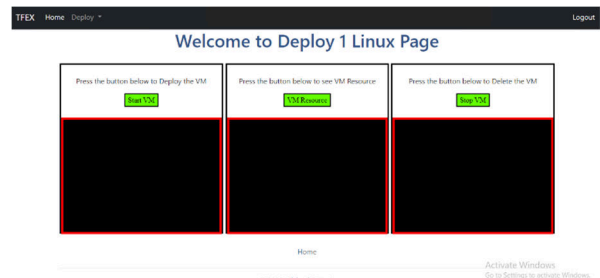 TFEX Home Deploy Logout
Welcome to Deploy 1 Linux Page
Press the button below to Deploy the VM
Start VM
Press the button below to see VM Resource
VM Resource
Press the button below to Delete the VM
Stop VM
Home
Activate Windows
Go to Settings to activate Windows.